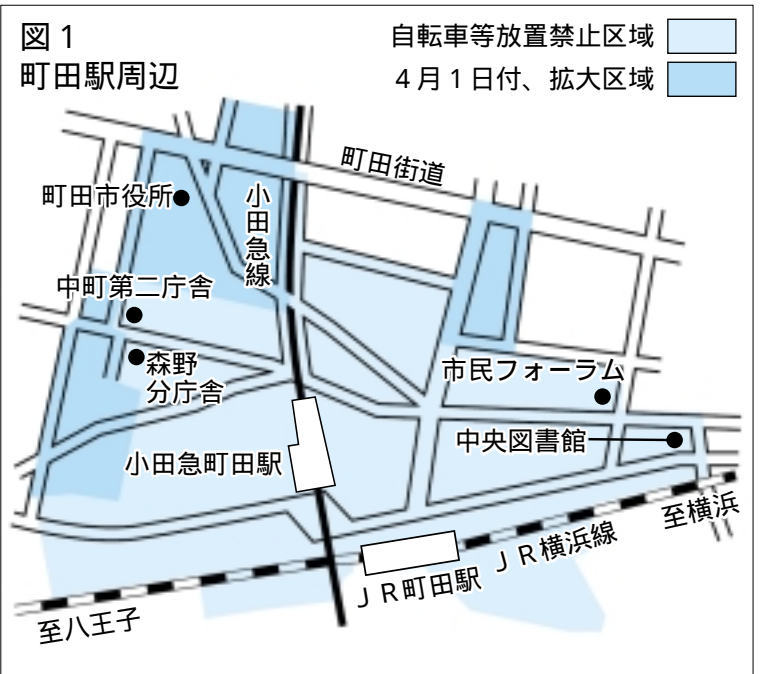 図1
町田駅周辺
自転車等放置禁止区域
4月1日付、拡大区域
町田街道
町田市役所
小田急線
中町第二庁舎
森野
分庁舎
市民フォーラム
中央図書館
小田急町田駅
至横浜
JR横浜線
JR町田駅
至八王子